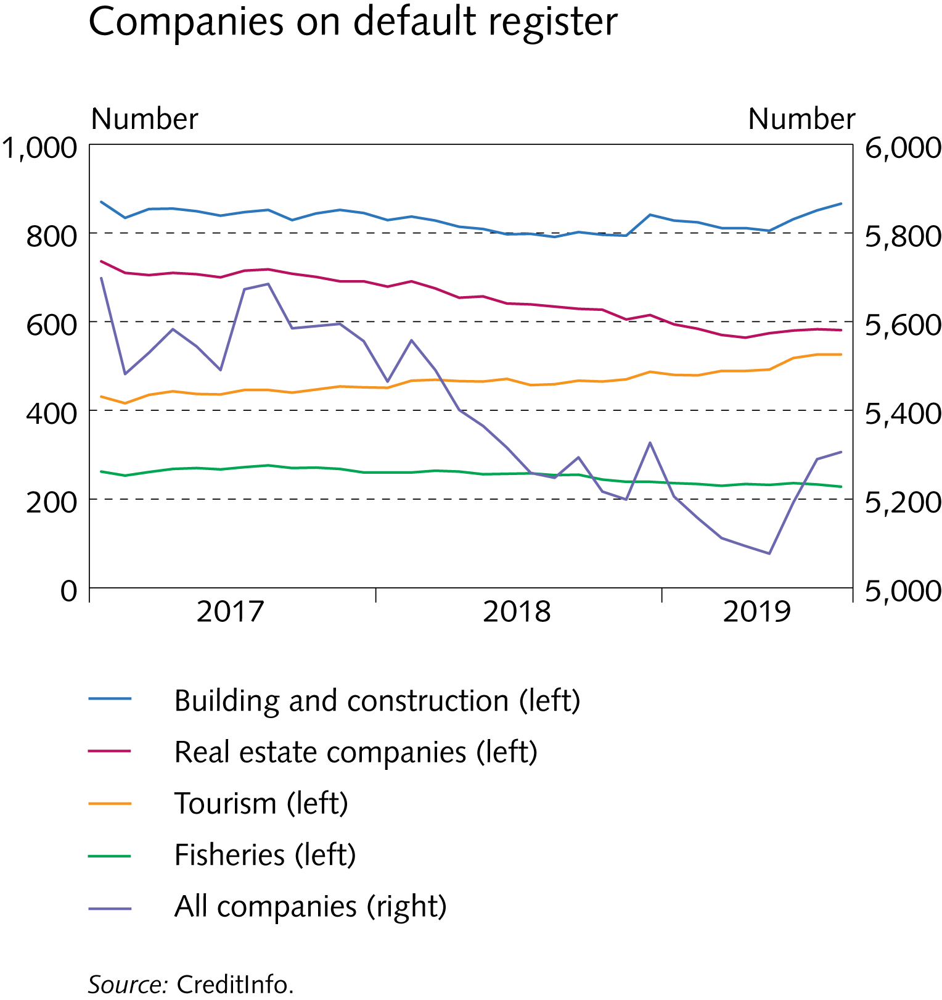 Companies on default register
Number Number
1,000 6,000
800 5,800
600 5,600
400 5,400
200 5,200
0 5,000
2017 2018 2019
Building and construction (left)
Real estate companies (left)
Tourism (left)
Fisheries (left)
All companies (right)
Source: CreditInfo.